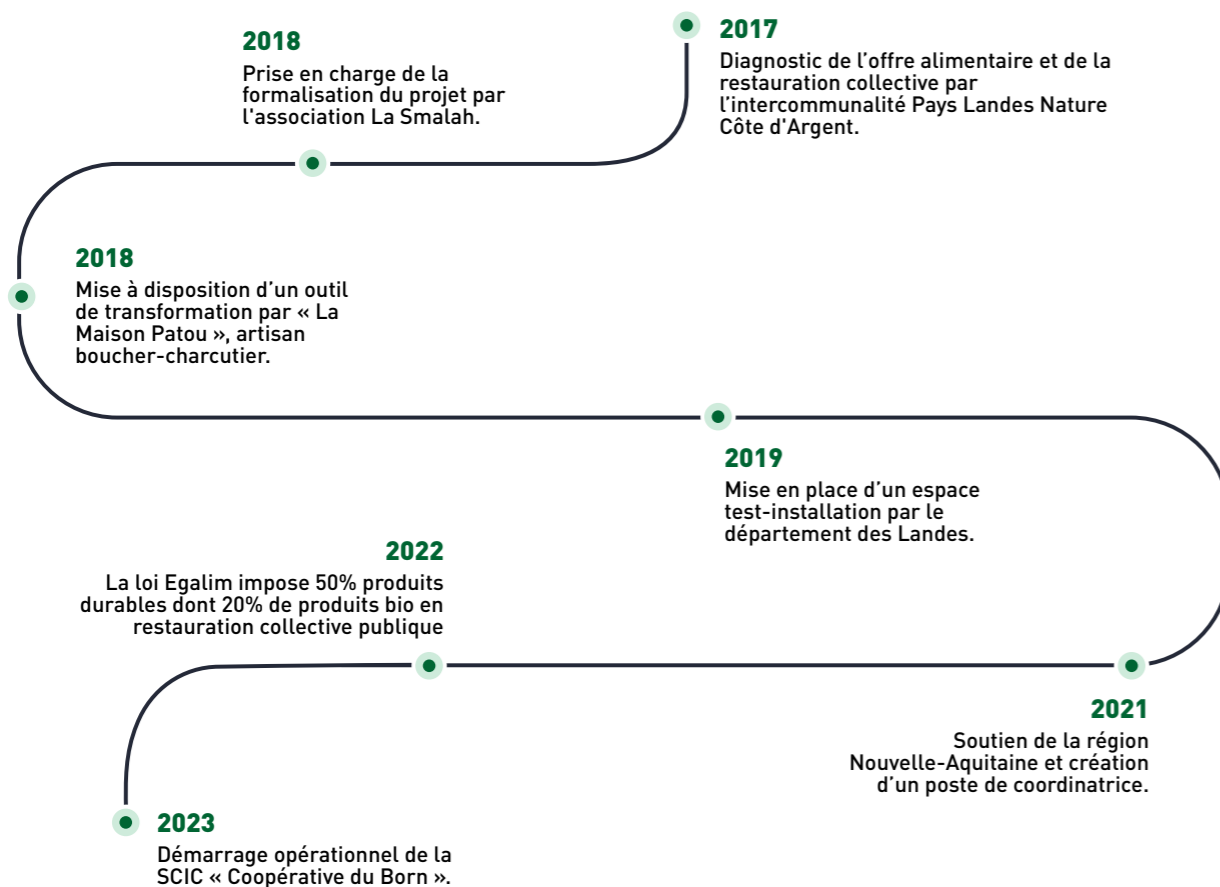 2017
Diagnostic de l’offre alimentaire et de la
restauration collective par
l’intercommunalité Pays Landes Nature
Côte d'Argent.
2018
Prise en charge de la
formalisation du projet par
l'association La Smalah.
2018
Mise à disposition d’un outil
de transformation par « La
Maison Patou », artisan
boucher-charcutier.
2019
Mise en place d’un espace
test-installation par le
département des Landes.
2021
Soutien de la région
Nouvelle-Aquitaine et création
d’un poste de coordinatrice.
2022
La loi Egalim impose 50% produits
durables dont 20% de produits bio en
restauration collective publique
2023
Démarrage opérationnel de la
SCIC « Coopérative du Born ».